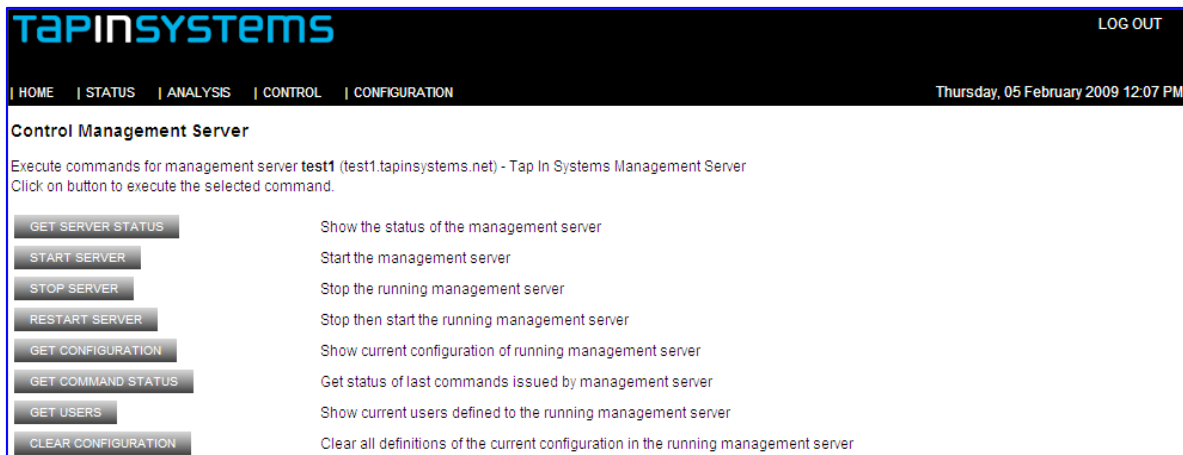 TaPINSYSTemS
LOG OUT
| HOME | STATUS | ANALYSIS | CONTROL | CONFIGURATION
Thursday, 05 February 2009 12:07 PM
Control Management Server
Execute commands for management server test1 (test1.tapinsystems.net) - Tap In Systems Management Server
Click on button to execute the selected command.
GET SERVER STATUS Show the status of the management server
START SERVER Start the management server
STOP SERVER Stop the running management server
RESTART SERVER Stop then start the running management server
GET CONFIGURATION Show current configuration of running management server
GET COMMAND STATUS Get status of last commands issued by management server
GET USERS Show current users defined to the running management server
CLEAR CONFIGURATION Clear all definitions of the current configuration in the running management server